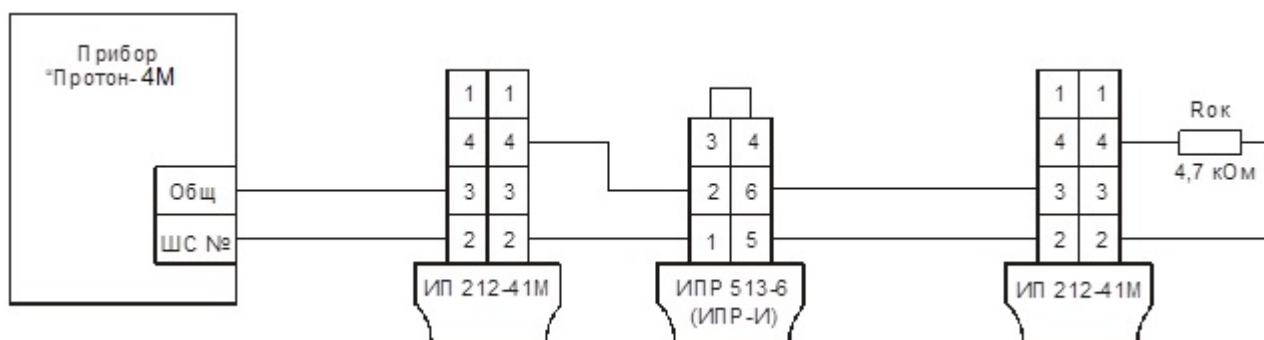 Прибор
"Протон-4М
Общ
ШС №
1 1
4 4
3 3
2 2
ИП 212-41М
3 4
2 6
1 5
ИПР 513-6
(ИПР-И)
1 1
4 4
3 3
2 2
ИП 212-41М
Rок
4,7 кОм